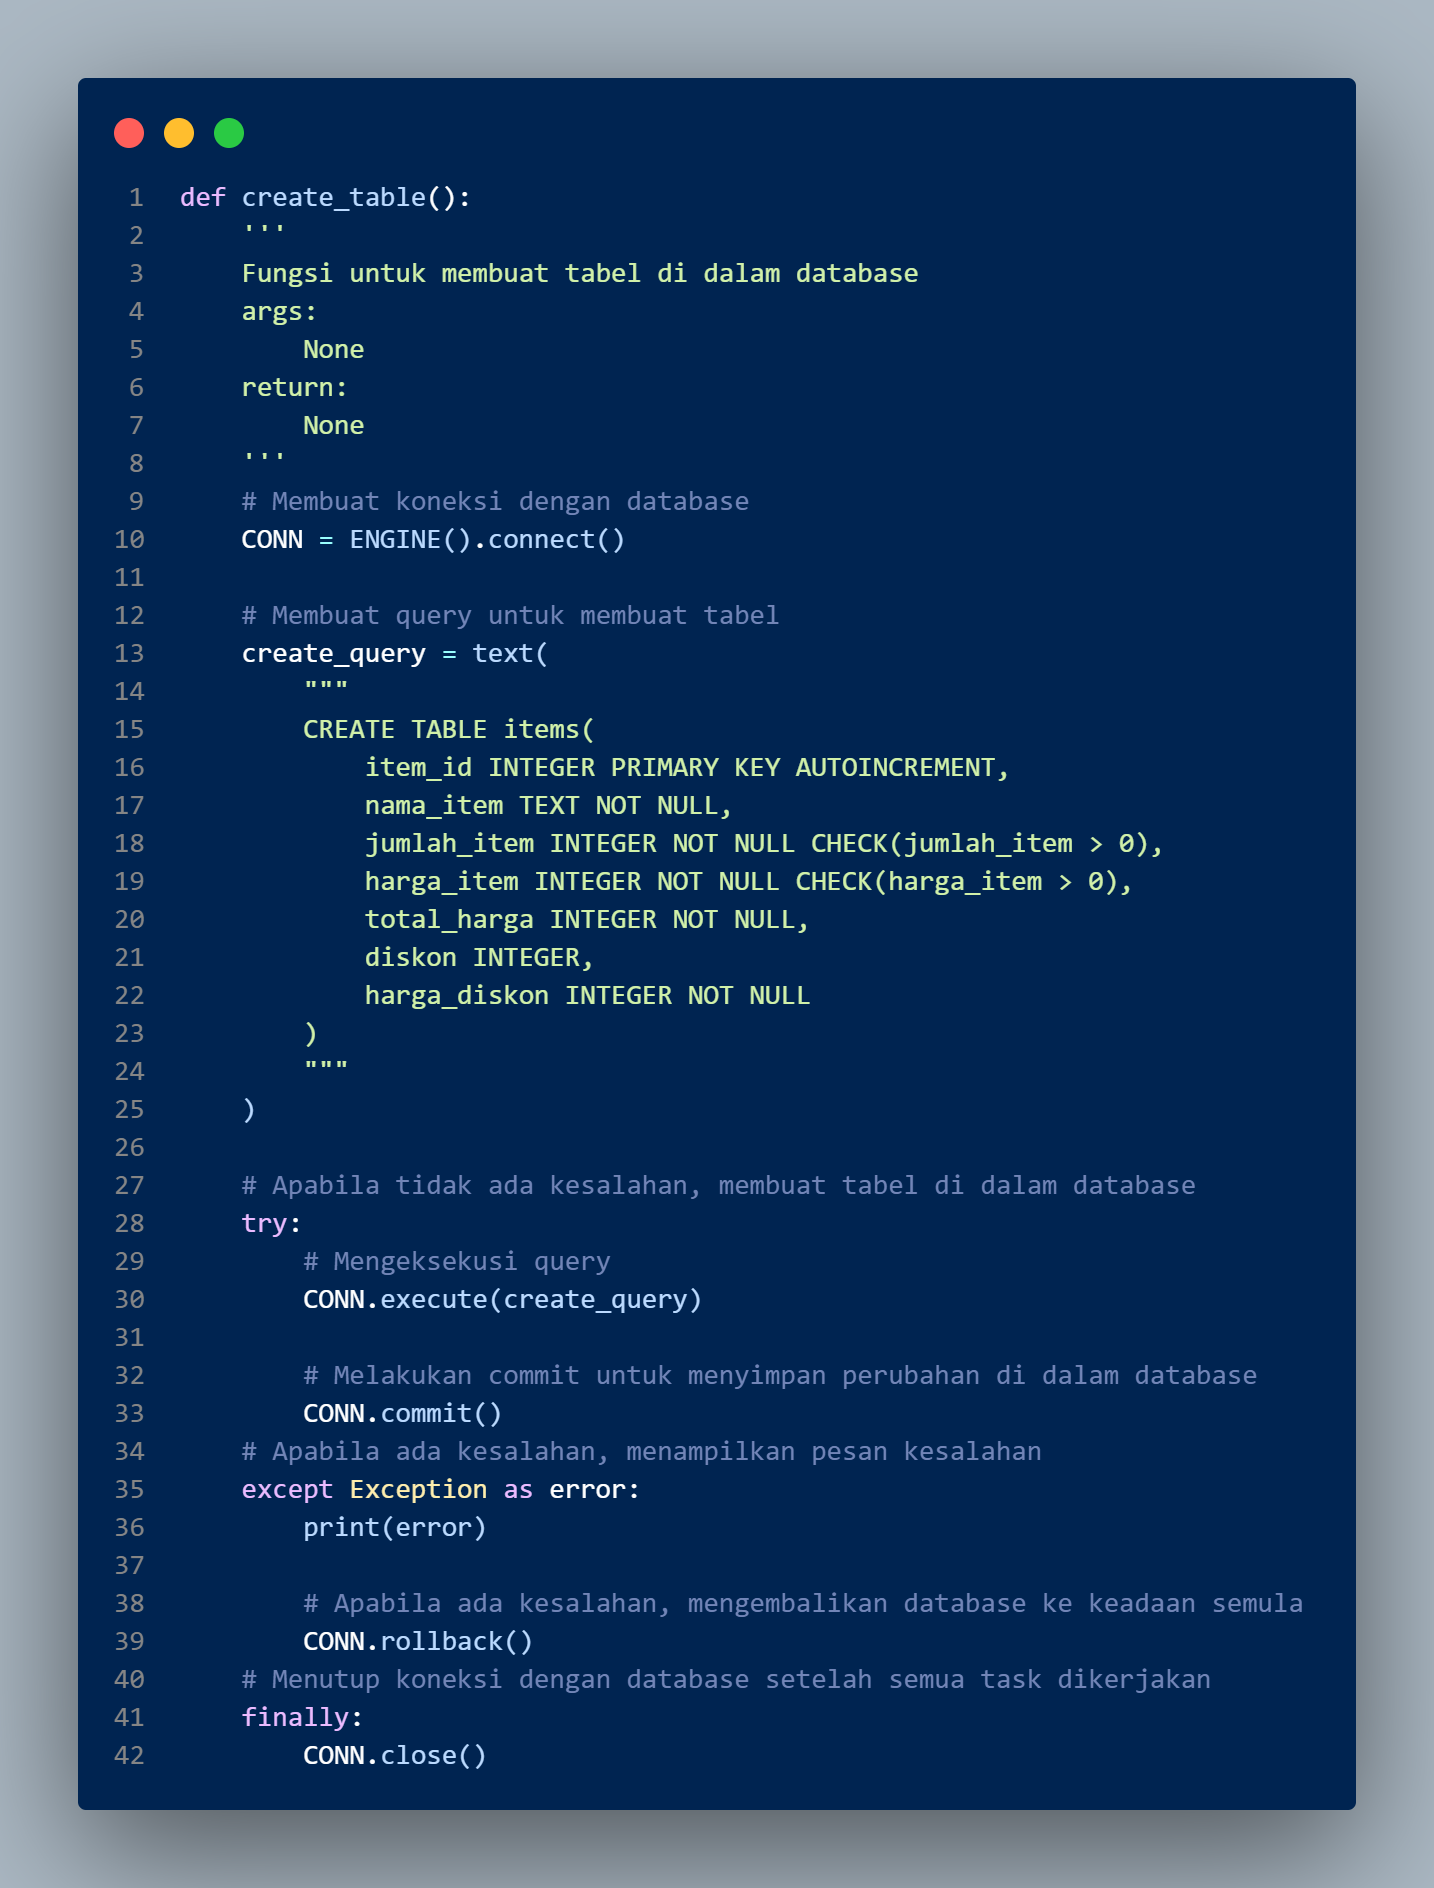 1 def create_table():
2     '''
3     Fungsi untuk membuat tabel di dalam database
4     args:
5         None
6     return:
7         None
8     '''
9     # Membuat koneksi dengan database
10     CONN = ENGINE().connect()
11
12     # Membuat query untuk membuat tabel
13     create_query = text(
14         """
15         CREATE TABLE items(
16             item_id INTEGER PRIMARY KEY AUTOINCREMENT,
17             nama_item TEXT NOT NULL,
18             jumlah_item INTEGER NOT NULL CHECK(jumlah_item > 0),
19             harga_item INTEGER NOT NULL CHECK(harga_item > 0),
20             total_harga INTEGER NOT NULL,
21             diskon INTEGER,
22             harga_diskon INTEGER NOT NULL
23         )
24         """
25     )
26
27     # Apabila tidak ada kesalahan, membuat tabel di dalam database
28     try:
29         # Mengeksekusi query
30         CONN.execute(create_query)
31
32         # Melakukan commit untuk menyimpan perubahan di dalam database
33         CONN.commit()
34     # Apabila ada kesalahan, menampilkan pesan kesalahan
35     except Exception as error:
36         print(error)
37
38         # Apabila ada kesalahan, mengembalikan database ke keadaan semula
39         CONN.rollback()
40     # Menutup koneksi dengan database setelah semua task dikerjakan
41     finally:
42         CONN.close()